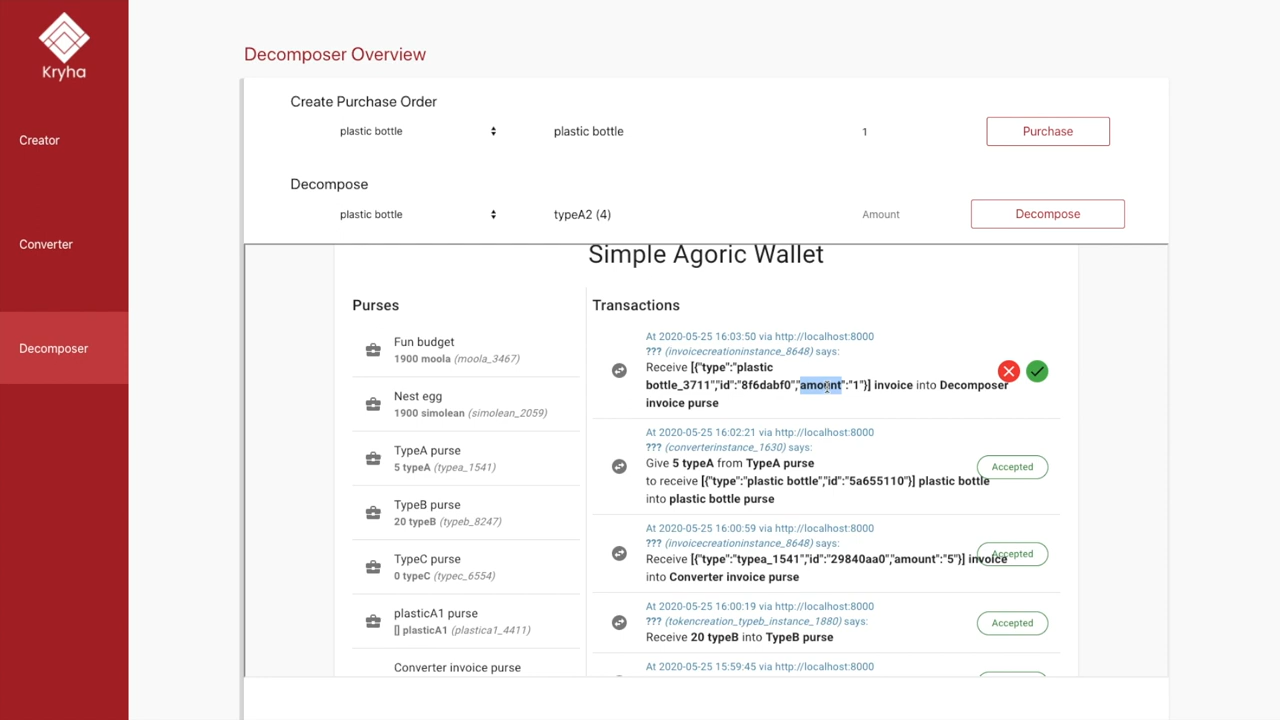 Kryha
Creator
Converter
Decomposer
Decomposer Overview
Create Purchase Order
plastic bottle
plastic bottle
1
Purchase
Decompose
plastic bottle
typeA2 (4)
Amount
Decompose
Simple Agoric Wallet
Purses
Fun budget
1900 moola (moola_3467)
Nest egg
1900 simolean (simolean_2059)
TypeA purse
5 typeA (typea_1541)
TypeB purse
20 typeB (typeb_8247)
TypeC purse
0 typeC (typec_6554)
plasticA1 purse
[] plasticA1 (plastica1_4411)
Converter invoice purse
Transactions
At 2020-05-25 16:03:50 via http://localhost:8000
??? (invoicecreationinstance_8648) says:
Receive [{"type":"plastic
bottle_3711","id":"8f6dabf0","amount":"1"}] invoice into Decomposer
invoice purse
At 2020-05-25 16:02:21 via http://localhost:8000
??? (converterinstance_1630) says:
Give 5 typeA from TypeA purse
to receive [{"type":"plastic bottle","id":"5a655110"}] plastic bottle
into plastic bottle purse
Accepted
At 2020-05-25 16:00:59 via http://localhost:8000
??? (invoicecreationinstance_8648) says:
Receive [{"type":"typea_1541","id":"29840aa0","amount":"5"}] invoice
into Converter invoice purse
Accepted
At 2020-05-25 16:00:19 via http://localhost:8000
??? (tokencreation_typeb_instance_1880) says:
Receive 20 typeB into TypeB purse
Accepted
At 2020-05-25 15:59:45 via http://localhost:8000